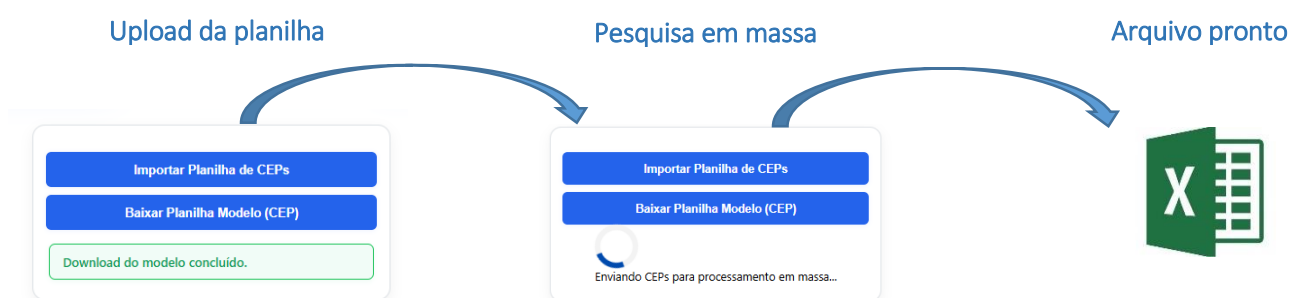 Upload da planilha
Pesquisa em massa
Arquivo pronto
Importar Planilha de CEPs
Baixar Planilha Modelo (CEP)
Download do modelo concluído.
Importar Planilha de CEPs
Baixar Planilha Modelo (CEP)
Enviando CEPs para processamento em massa...
X